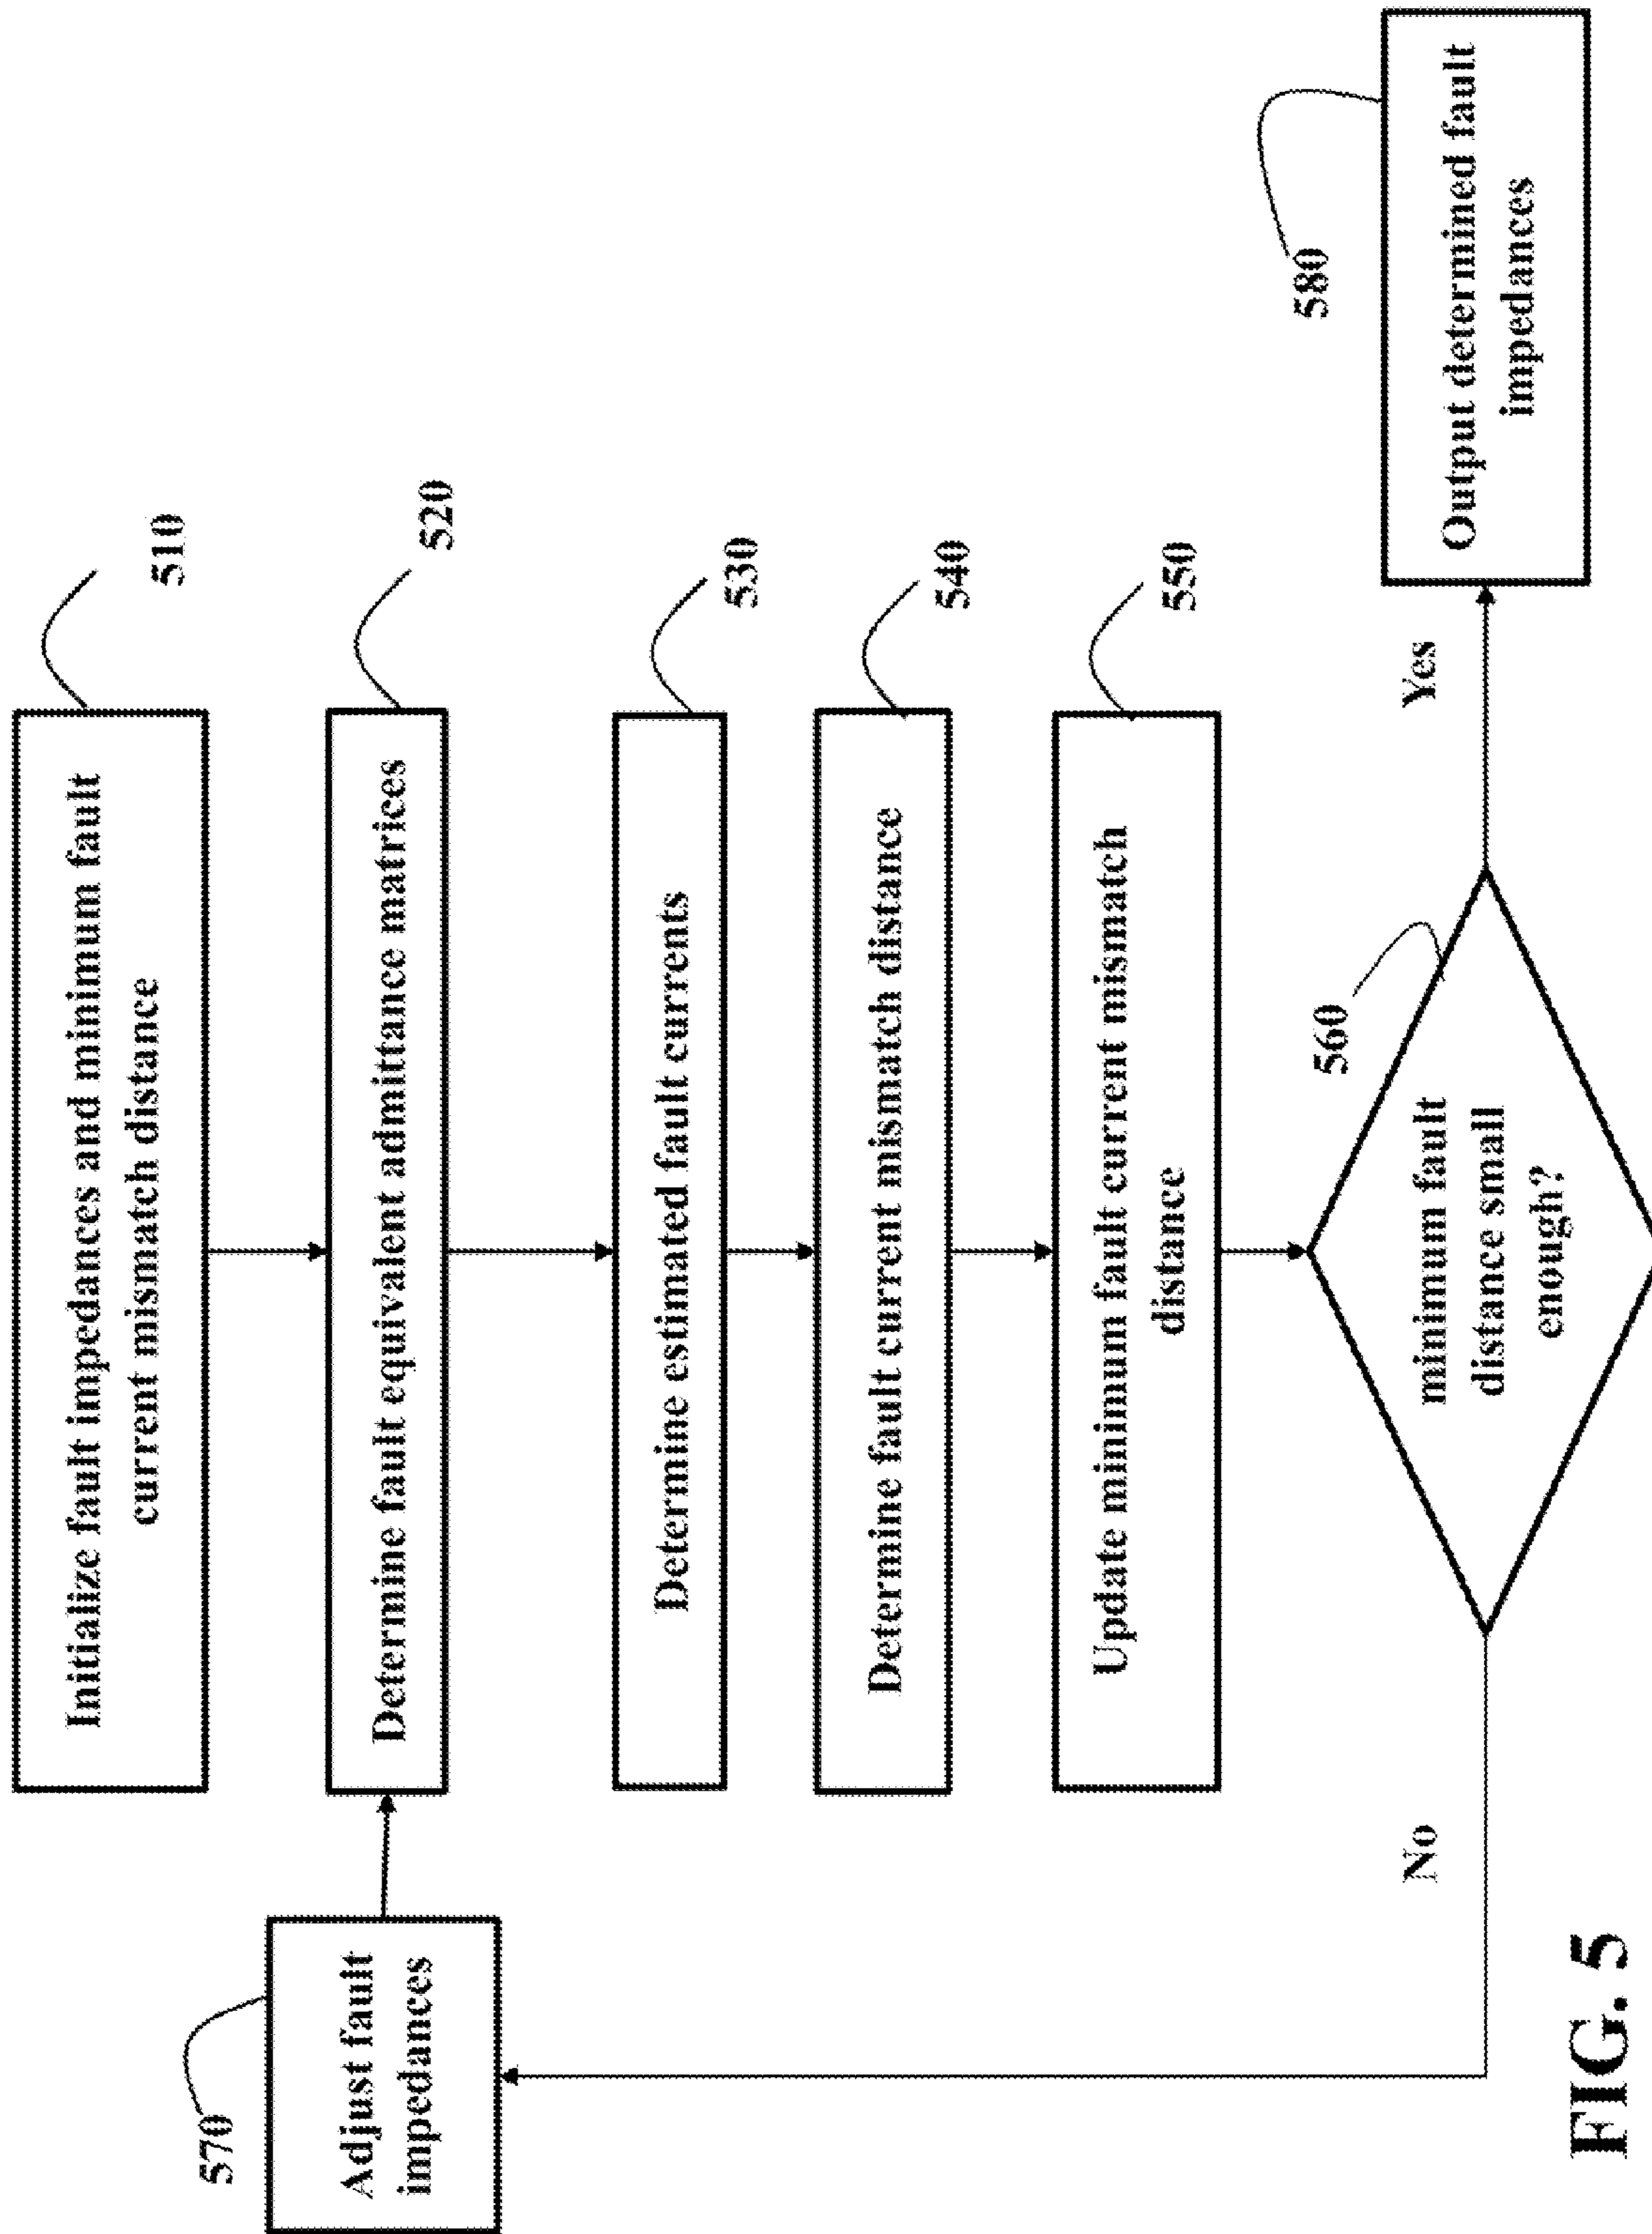 Initialize fault impedances and minimum fault
current mismatch distance
510
570
Adjust fault
impedances
Determine fault equivalent admittance matrices
520
Determine estimated fault currents
530
Determine fault current mismatch distance
540
Update minimum fault current mismatch
distance
550
560
minimum fault
distance small
enough?
No
Yes
580
Output determined fault
impedances
FIG. 5